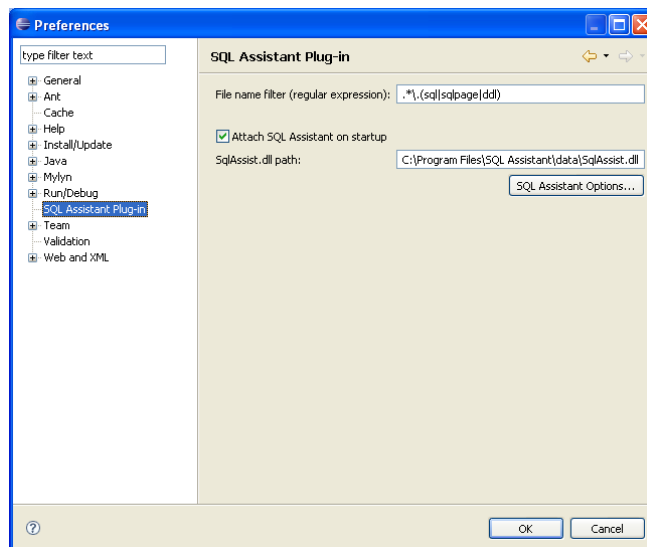 Preferences
type filter text
General
Ant
Cache
Help
Install/Update
Java
Mylyn
Run/Debug
SQL Assistant Plug-in
Team
Validation
Web and XML
SQL Assistant Plug-in
File name filter (regular expression): .*\.(sql|sqlpage|ddl)
Attach SQL Assistant on startup
SqlAssist.dll path: C:\Program Files\SQL Assistant\data\SqlAssist.dll
SQL Assistant Options...
OK Cancel